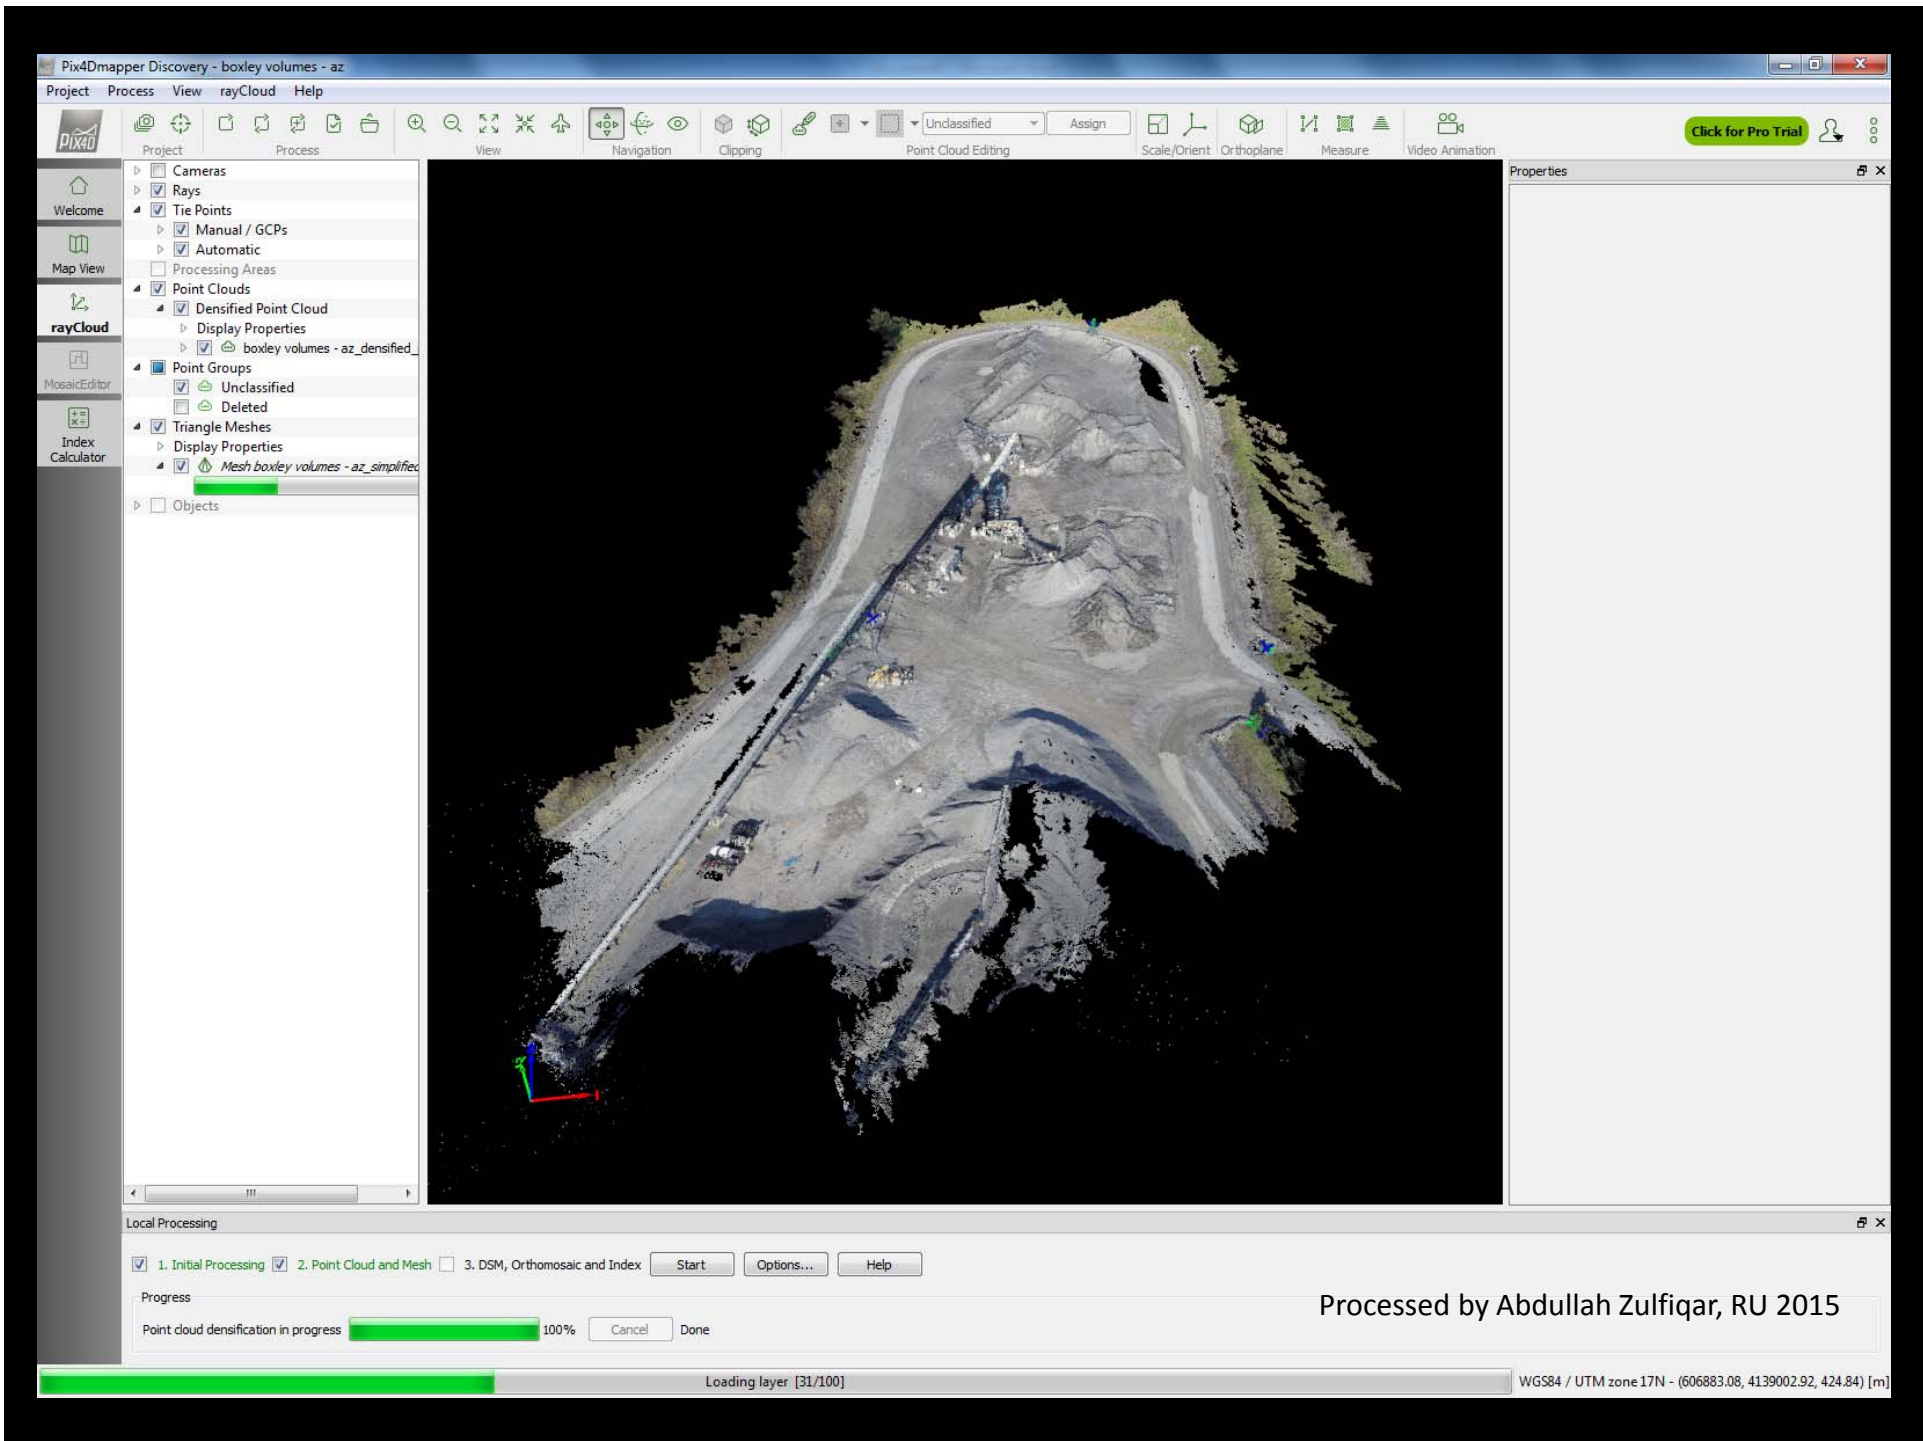 Pix4Dmapper Discovery - boxley volumes - az
Project Process View rayCloud Help
PIX4D
Unclassified Assign Click for Pro Trial
Project Process View Navigation Clipping Point Cloud Editing Scale/Orient Orthoplane Measure Video Animation
Welcome
Map View
rayCloud
MosaicEditor
Index
Calculator
Cameras
Rays
Tie Points
Manual / GCPs
Automatic
Processing Areas
Point Clouds
Densified Point Cloud
Display Properties
boxley volumes - az_densified_
Point Groups
Unclassified
Deleted
Triangle Meshes
Display Properties
Mesh boxley volumes - az_simplified
Objects
Properties
Local Processing
1. Initial Processing 2. Point Cloud and Mesh 3. DSM, Orthomosaic and Index Start Options... Help
Progress
Point cloud densification in progress 100% Cancel Done
Processed by Abdullah Zulfiqar, RU 2015
Loading layer [31/100]
WGS84 / UTM zone 17N - (606883.08, 4139002.92, 424.84) [m]